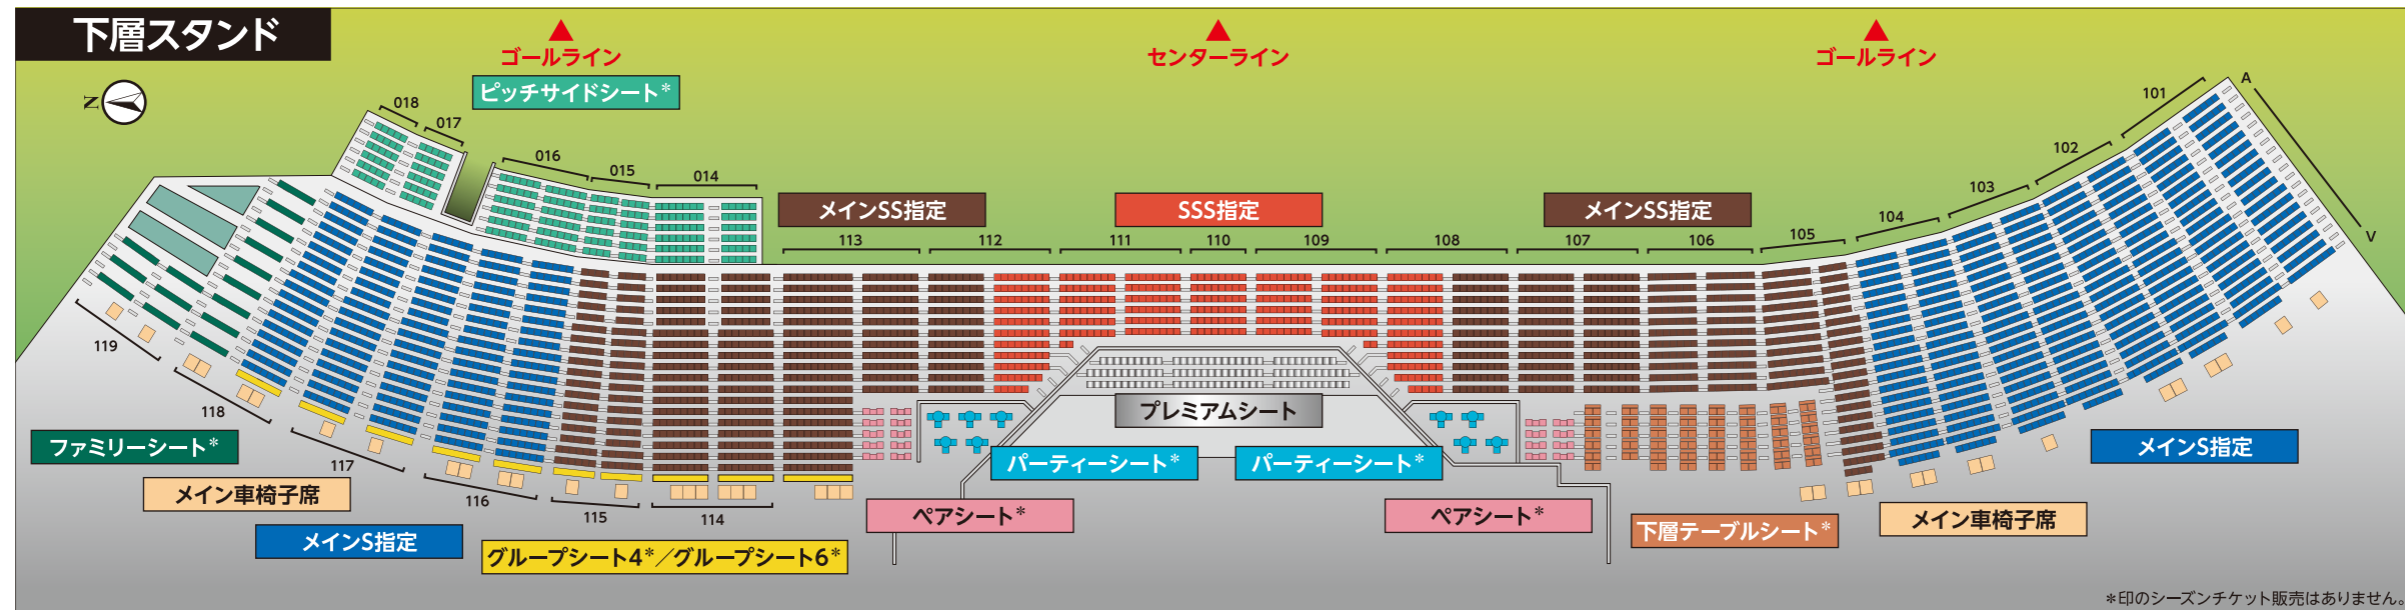 下層スタンド
ゴールライン
センターライン
ゴールライン
ピッチサイドシート*
N
018
017
016
015
014
メインSS指定
SSS指定
メインSS指定
113
112
111
110
109
108
107
106
105
104
103
102
101
A
V
119
118
117
116
115
114
プレミアムシート
ファミリーシート*
パーティーシート*
パーティーシート*
メインS指定
メイン車椅子席
ペアシート*
ペアシート*
下層テーブルシート*
メイン車椅子席
メインS指定
グループシート4*／グループシート6*
*印のシーズンチケット販売はありません。